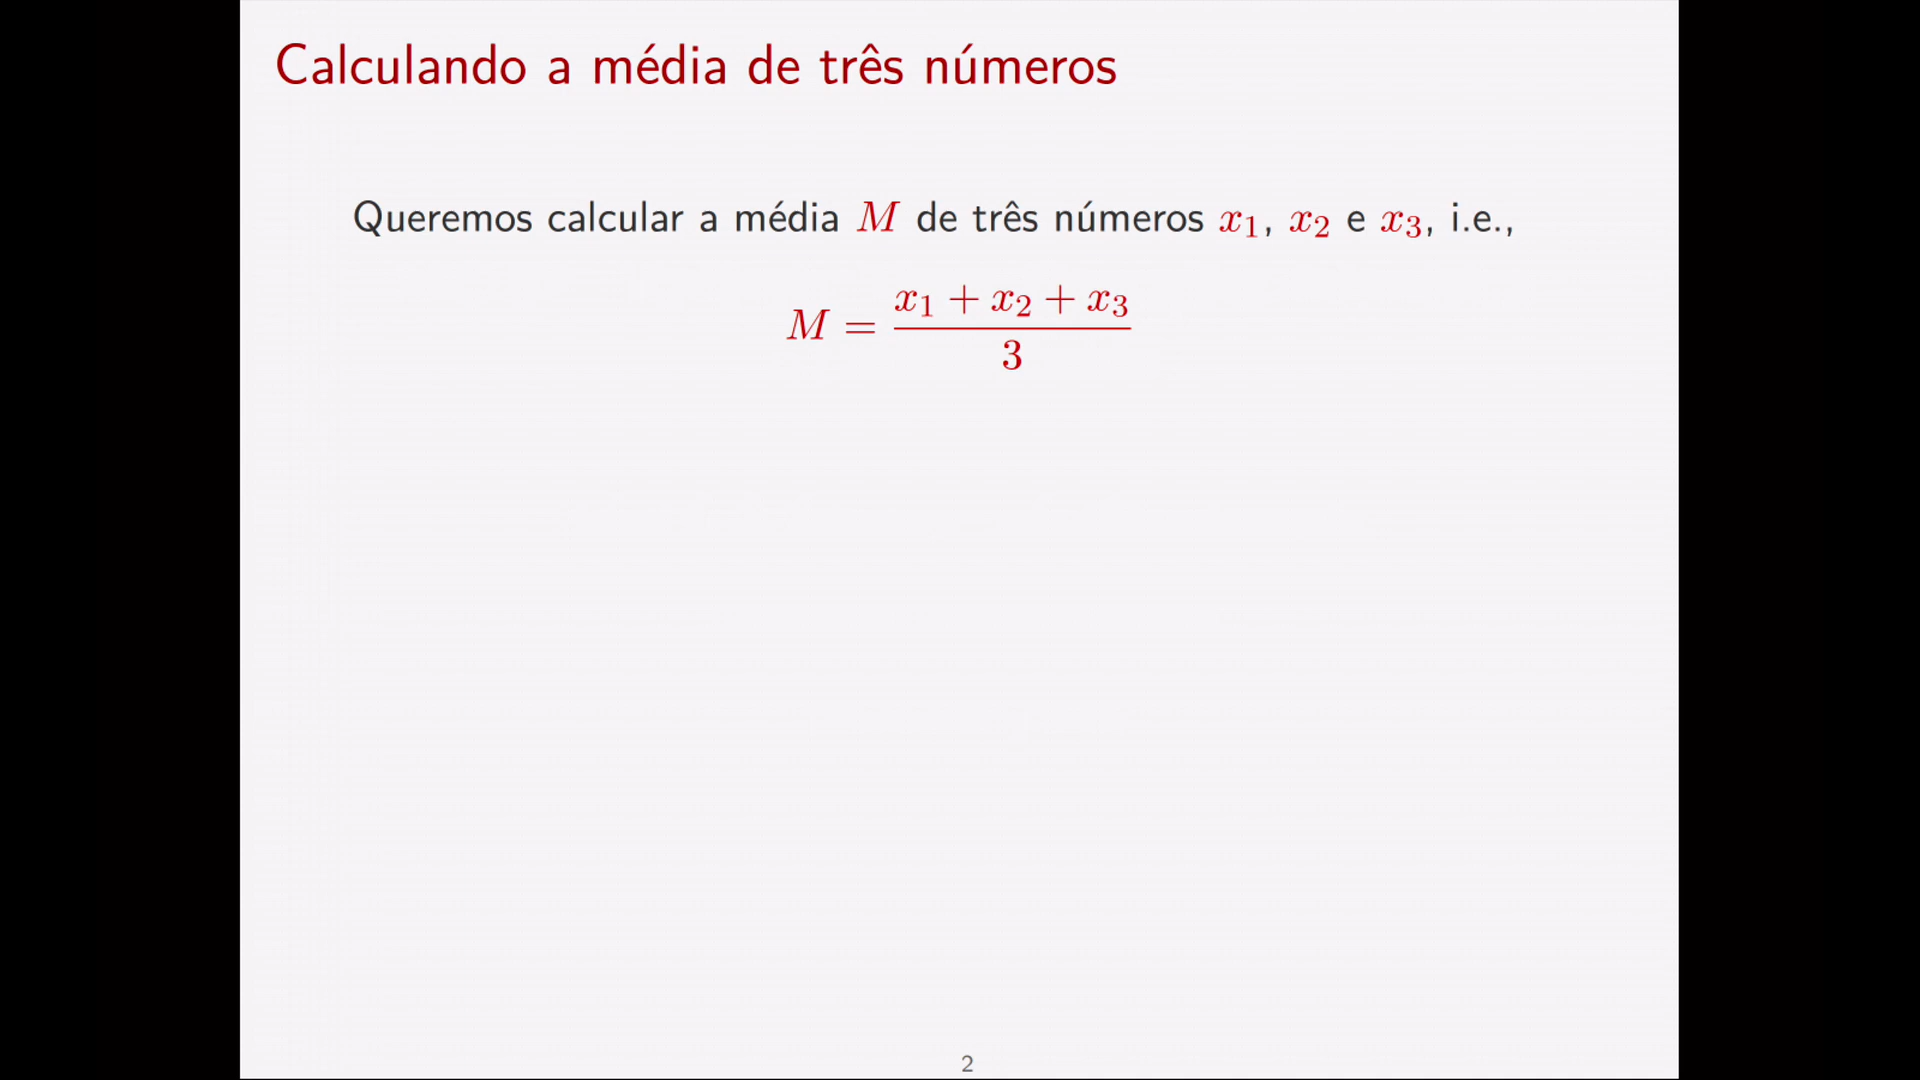 Calculando a média de três números
Queremos calcular a média M de três números x₁, x₂ e x₃, i.e.,
M = (x₁ + x₂ + x₃) / 3
2